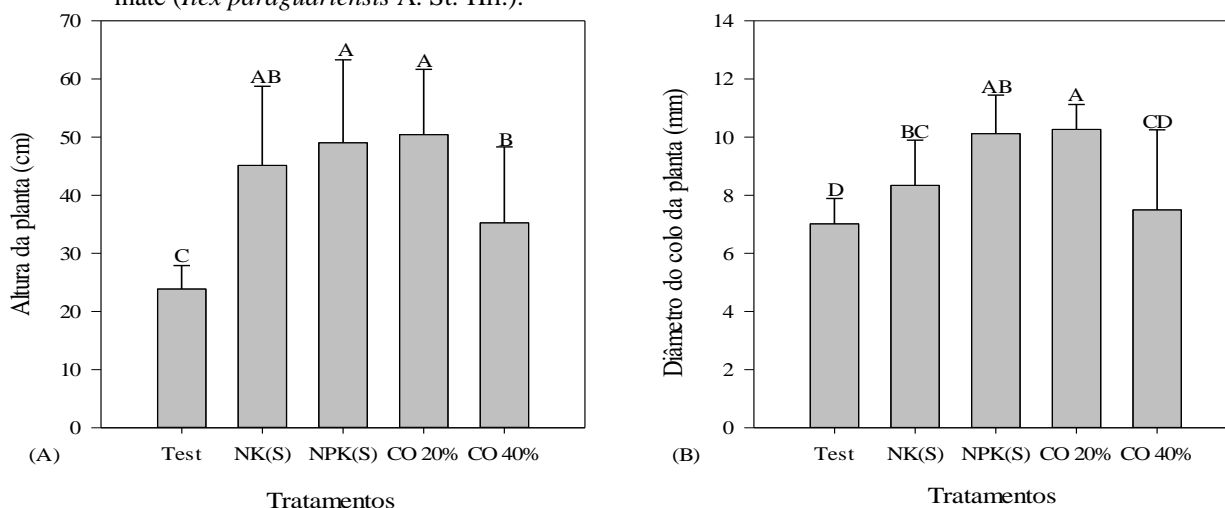 mate (Ilex paraguariensis A. St. Hil.).
70
60
50
40
30
20
10
0
Altura da planta (cm)
C
AB
A
A
B
Test
NK(S)
NPK(S)
CO 20%
CO 40%
(A)
Tratamentos
14
12
10
8
6
4
2
0
Diâmetro do colo da planta (mm)
D
BC
AB
A
CD
Test
NK(S)
NPK(S)
CO 20%
CO 40%
(B)
Tratamentos